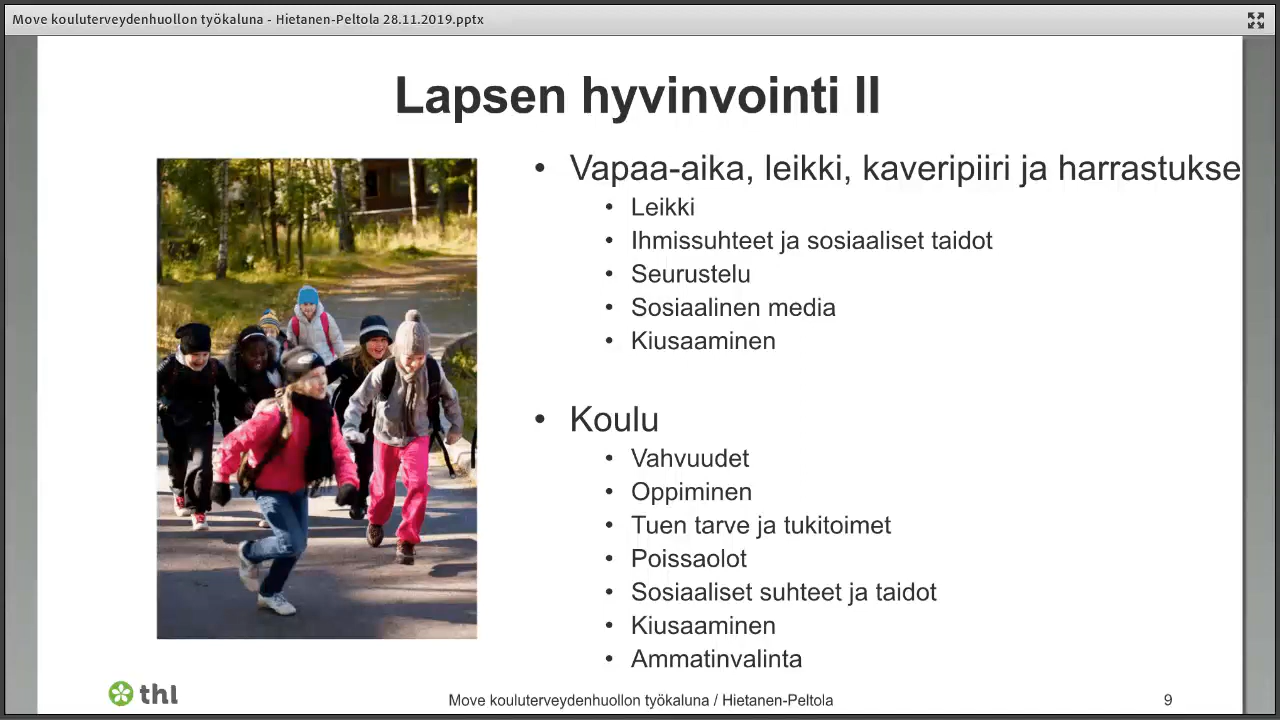 Move kouluterveydenhuollon työkaluna - Hietanen-Peltola 28.11.2019.pptx
Lapsen hyvinvointi II
• Vapaa-aika, leikki, kaveripiiri ja harrastukse
• Leikki
• Ihmissuhteet ja sosiaaliset taidot
• Seurustelu
• Sosiaalinen media
• Kiusaaminen
• Koulu
• Vahvuudet
• Oppiminen
• Tuen tarve ja tukitoimet
• Poissaolot
• Sosiaaliset suhteet ja taidot
• Kiusaaminen
• Ammatinvalinta
thl
Move kouluterveydenhuollon työkaluna / Hietanen-Peltola
9